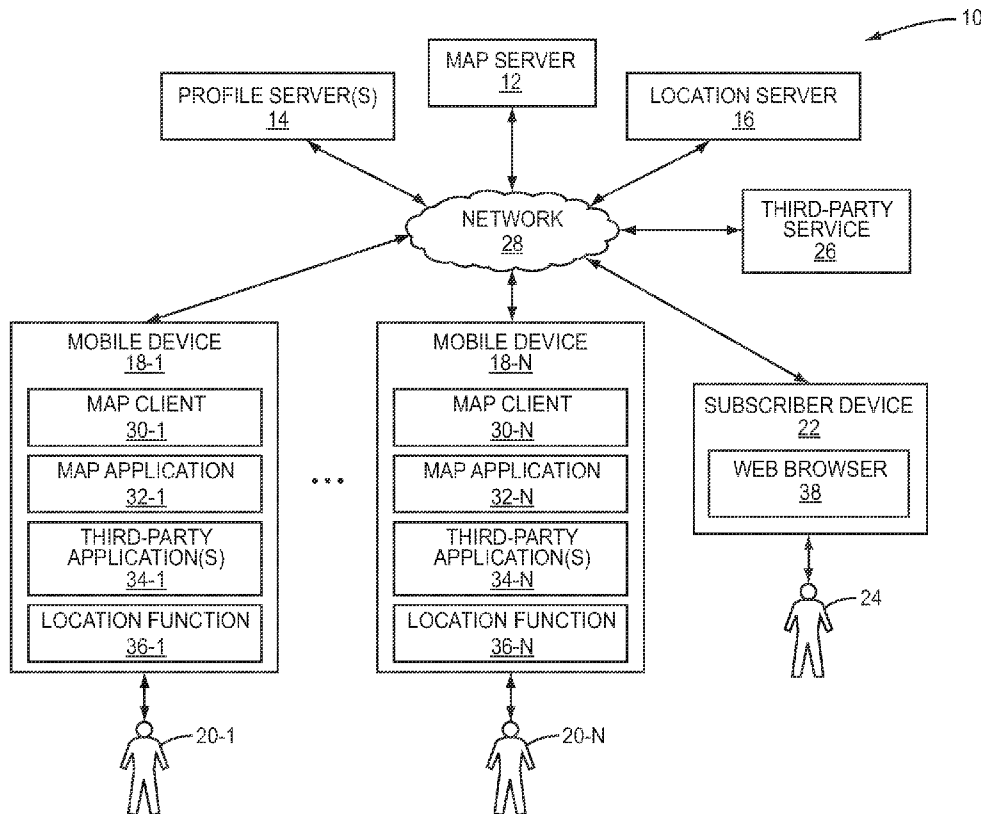 10
MAP SERVER
12
PROFILE SERVER(S)
14
LOCATION SERVER
16
NETWORK
28
THIRD-PARTY
SERVICE
26
MOBILE DEVICE
18-1
MAP CLIENT
30-1
MAP APPLICATION
32-1
THIRD-PARTY
APPLICATION(S)
34-1
LOCATION FUNCTION
36-1
20-1
MOBILE DEVICE
18-N
MAP CLIENT
30-N
MAP APPLICATION
32-N
THIRD-PARTY
APPLICATION(S)
34-N
LOCATION FUNCTION
36-N
20-N
SUBSCRIBER DEVICE
22
WEB BROWSER
38
24